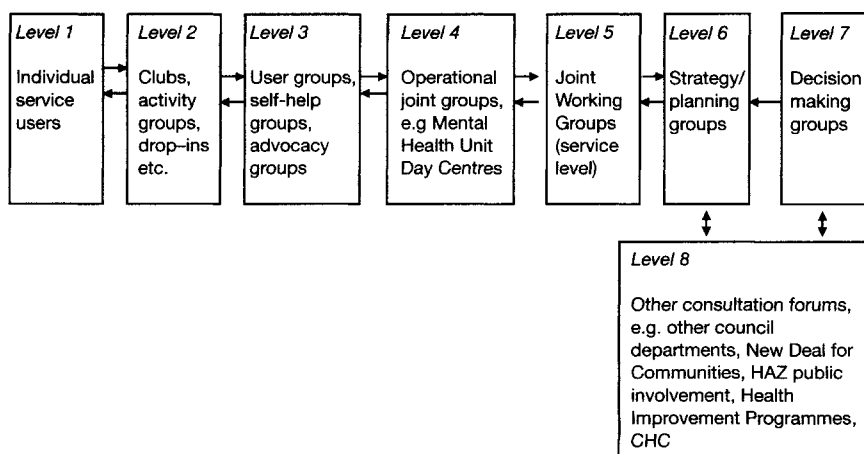 Level 1
Individual
service
users
Level 2
Clubs,
activity
groups,
drop–ins
etc.
Level 3
User groups,
self-help
groups,
advocacy
groups
Level 4
Operational
joint groups,
e.g Mental
Health Unit
Day Centres
Level 5
Joint
Working
Groups
(service
level)
Level 6
Strategy/
planning
groups
Level 7
Decision
making
groups
Level 8
Other consultation forums,
e.g. other council
departments, New Deal for
Communities, HAZ public
involvement, Health
Improvement Programmes,
CHC